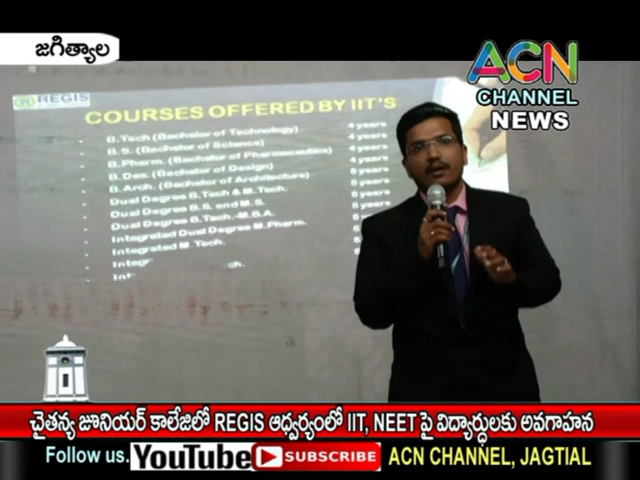 జగిత్యాల
ACN
CHANNEL
NEWS
REGIS
COURSES OFFERED BY IIT'S
B.Tech (Bachelor of Technology) 4 years
B.S. (Bachelor of Science) 4 years
B.Pharm. (Bachelor of Pharmaceutics) 4 years
B.Des. (Bachelor of Design) 4 years
B.Arch. (Bachelor of Architecture) 5 years
Dual Degree B.Tech & M.Tech. 5 years
Dual Degree B.S. and M.S. 5 years
Dual Degree B.Tech.-M.B.A. 5 years
Integrated Dual Degree M.Pharm. 5
Integrated M.Tech.
చైతన్య జూనియర్ కాలేజిలో REGIS ఆధ్వర్యంలో IIT, NEET పై విద్యార్థులకు అవగాహన
Follow us. YouTube SUBSCRIBE ACN CHANNEL, JAGTIAL